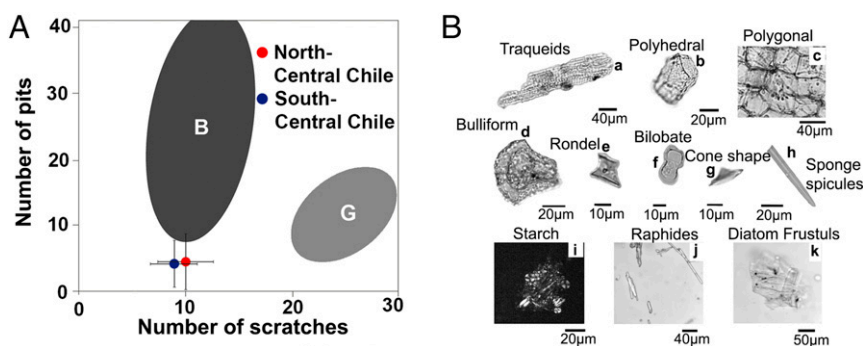 A
Number of pits
40
30
20
10
0
0
10
20
30
Number of scratches
B
G
North-
Central Chile
South-
Central Chile
B
Traqueids
a
40µm
Polyhedral
b
20µm
Polygonal
c
40µm
Bulliform
d
20µm
Rondel
e
10µm
Bilobate
f
10µm
Cone shape
g
10µm
h
Sponge
spicules
20µm
Starch
i
20µm
Raphides
j
40µm
Diatom Frustuls
k
50µm